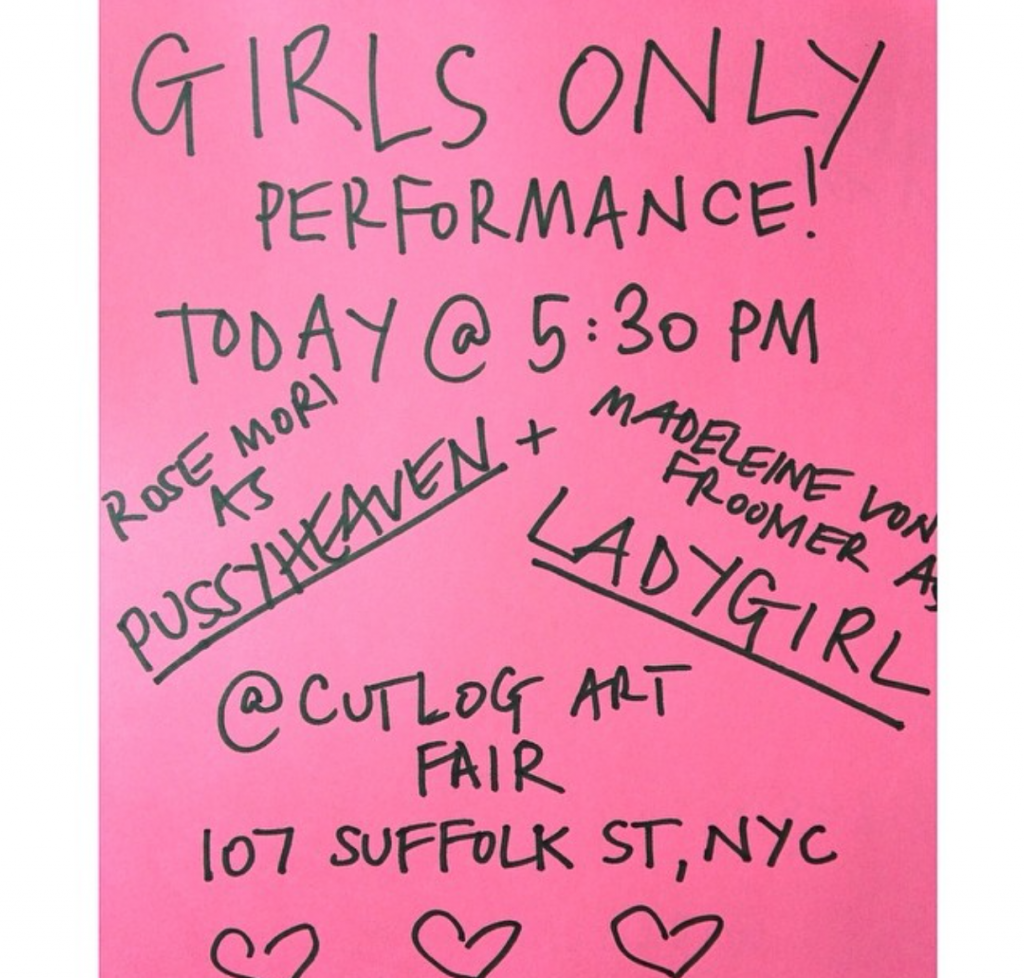 GIRLS ONLY
PERFORMANCE!
TODAY @ 5:30 PM
ROSE MORI
AS
PUSSYHEAVEN
+
MADELEINE VON
FROOMER AS
LADYGIRL
@ CUTLOG ART
FAIR
107 SUFFOLK ST, NYC